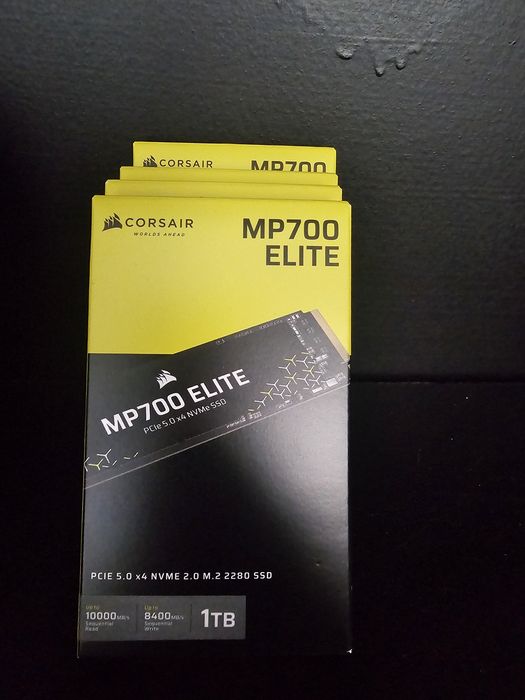 CORSAIR
MP700
CORSAIR
WORLDS AHEAD
MP700
ELITE
MP700 ELITE
PCIe 5.0 x4 NVMe SSD
PCIE 5.0 x4 NVME 2.0 M.2 2280 SSD
Up to
10000MB/s
Sequential
Read
Up to
8400MB/s
Sequential
Write
1TB